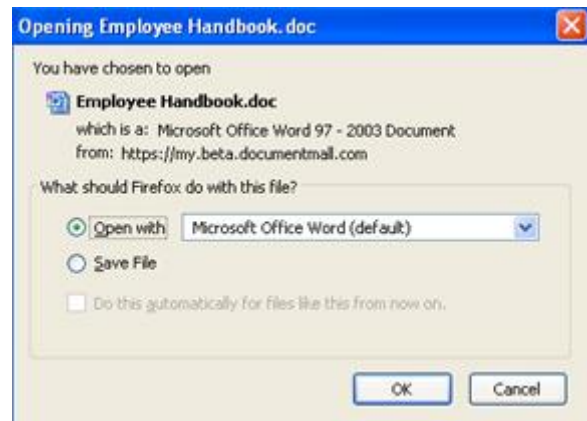 Opening Employee Handbook.doc
You have chosen to open
Employee Handbook.doc
which is a: Microsoft Office Word 97 - 2003 Document
from: https://my.beta.documentmall.com
What should Firefox do with this file?
Open with Microsoft Office Word (default)
Save File
Do this automatically for files like this from now on.
OK Cancel